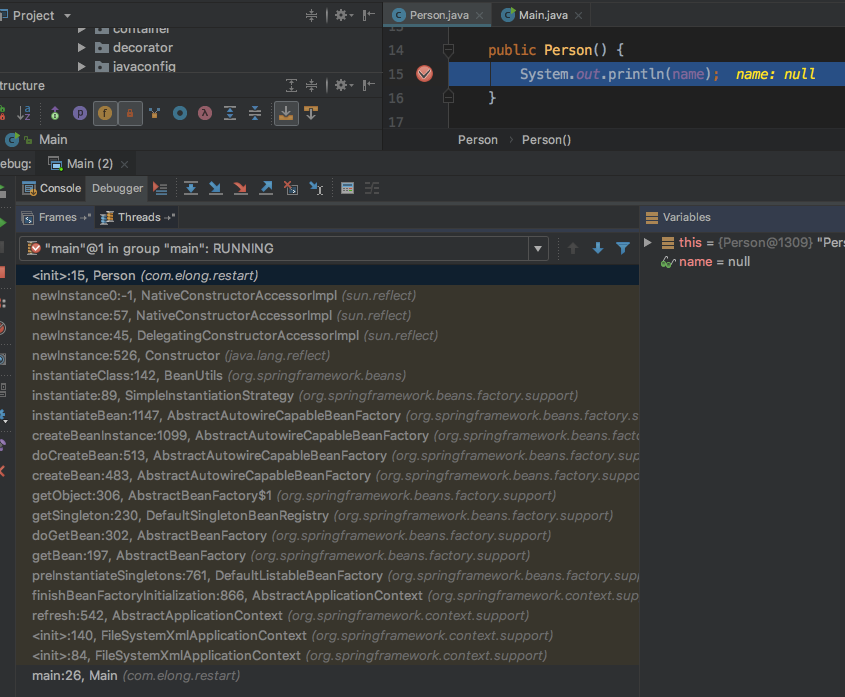 Project
Person.java
Main.java
container
decorator
javaconfig
14 public Person() {
15 System.out.println(name); name: null
16 }
17
ructure
Main
Person
Person()
ebug:
Main (2)
Console
Debugger
Frames
Threads
Variables
"main"@1 in group "main": RUNNING
this = {Person@1309} "Pers
name = null
<init>:15, Person (com.elong.restart)
newInstance0:-1, NativeConstructorAccessorImpl (sun.reflect)
newInstance:57, NativeConstructorAccessorImpl (sun.reflect)
newInstance:45, DelegatingConstructorAccessorImpl (sun.reflect)
newInstance:526, Constructor (java.lang.reflect)
instantiateClass:142, BeanUtils (org.springframework.beans)
instantiate:89, SimpleInstantiationStrategy (org.springframework.beans.factory.support)
instantiateBean:1147, AbstractAutowireCapableBeanFactory (org.springframework.beans.factory.s
createBeanInstance:1099, AbstractAutowireCapableBeanFactory (org.springframework.beans.factc
doCreateBean:513, AbstractAutowireCapableBeanFactory (org.springframework.beans.factory.sup
createBean:483, AbstractAutowireCapableBeanFactory (org.springframework.beans.factory.suppo
getObject:306, AbstractBeanFactory$1 (org.springframework.beans.factory.support)
getSingleton:230, DefaultSingletonBeanRegistry (org.springframework.beans.factory.support)
doGetBean:302, AbstractBeanFactory (org.springframework.beans.factory.support)
getBean:197, AbstractBeanFactory (org.springframework.beans.factory.support)
preInstantiateSingletons:761, DefaultListableBeanFactory (org.springframework.beans.factory.supp
finishBeanFactoryInitialization:866, AbstractApplicationContext (org.springframework.context.sup
refresh:542, AbstractApplicationContext (org.springframework.context.support)
<init>:140, FileSystemXmlApplicationContext (org.springframework.context.support)
<init>:84, FileSystemXmlApplicationContext (org.springframework.context.support)
main:26, Main (com.elong.restart)